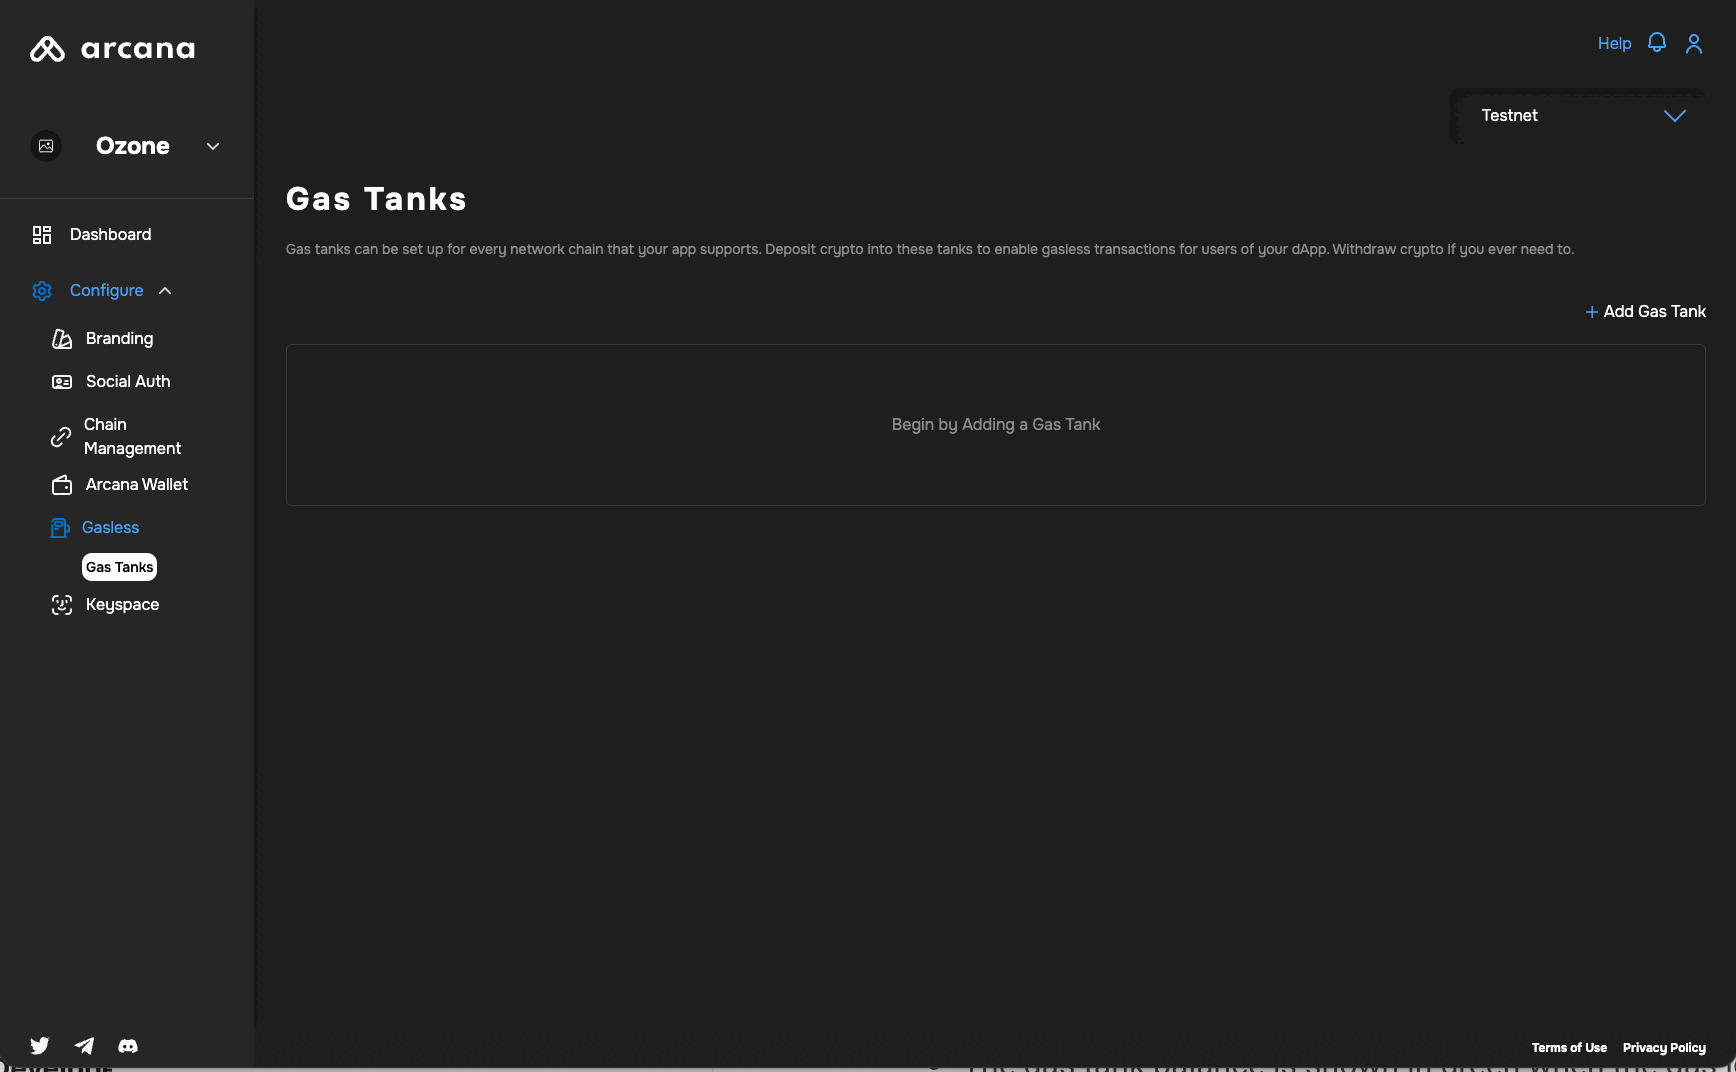 arcana
Help
Ozone
Testnet
Gas Tanks
Gas tanks can be set up for every network chain that your app supports. Deposit crypto into these tanks to enable gasless transactions for users of your dApp. Withdraw crypto if you ever need to.
Dashboard
Configure
+ Add Gas Tank
Branding
Social Auth
Chain
Management
Arcana Wallet
Gasless
Gas Tanks
Keyspace
Begin by Adding a Gas Tank
Terms of Use Privacy Policy